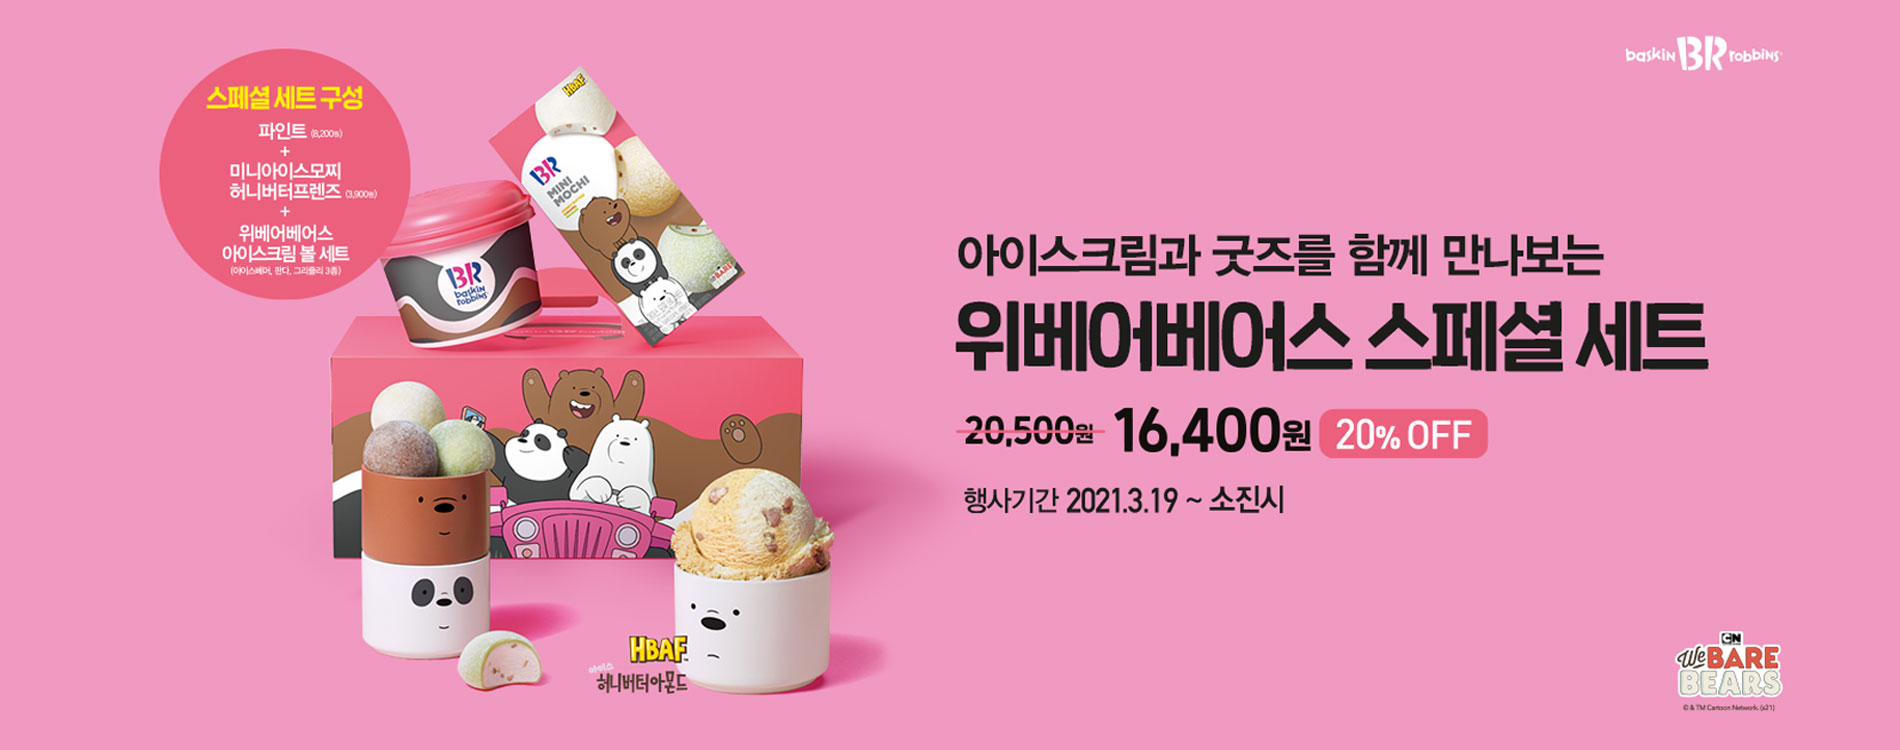 baskin BR robbins
스페셜 세트 구성
파인트 (8,200원)
+
미니아이스모찌
허니버터프렌즈 (3,900원)
+
위베어베어스
아이스크림 볼 세트
(아이스베어, 판다, 그리즐리 3종)
HBAF
BR
MINI
MOCHI
BR
baskin
robbins
아이스크림과 굿즈를 함께 만나보는
위베어베어스 스페셜 세트
20,500원 16,400원 20% OFF
행사기간 2021.3.19 ~ 소진시
HBAF
아이스
허니버터아몬드
CN
We BARE
BEARS
© & TM Cartoon Network. (s21)